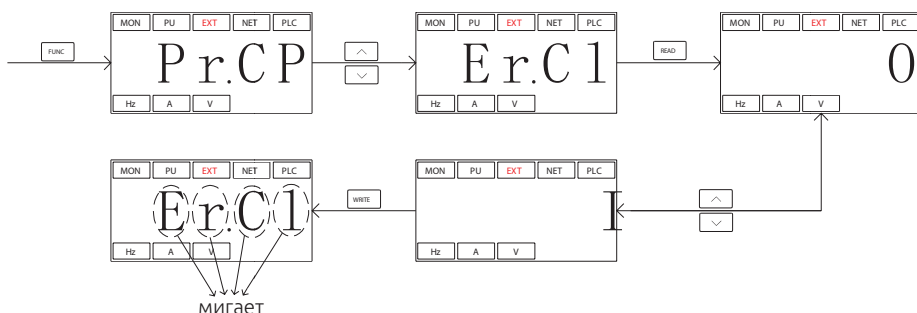 MON PU EXT NET PLC
MON PU EXT NET PLC
MON PU EXT NET PLC
FUNC
Pr.CP
Er.C1
READ
0
Hz A V
Hz A V
Hz A V
MON PU EXT NET PLC
MON PU EXT NET PLC
Er.C1
WRITE
1
Hz A V
Hz A V
мигает